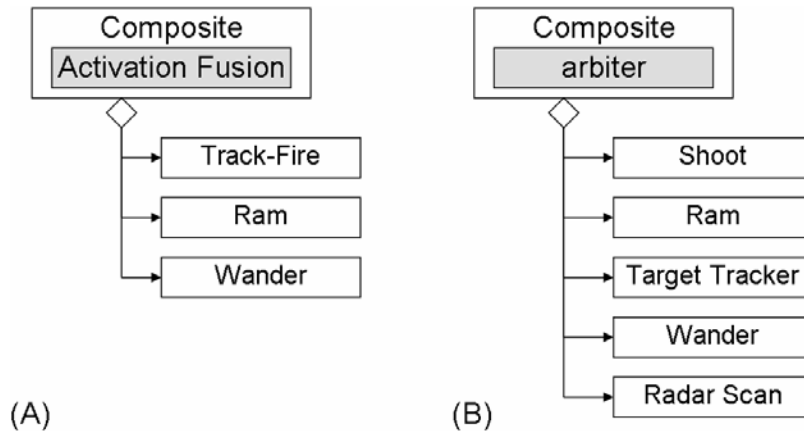 Composite
Activation Fusion
Track-Fire
Ram
Wander
(A)
Composite
arbiter
Shoot
Ram
Target Tracker
Wander
Radar Scan
(B)